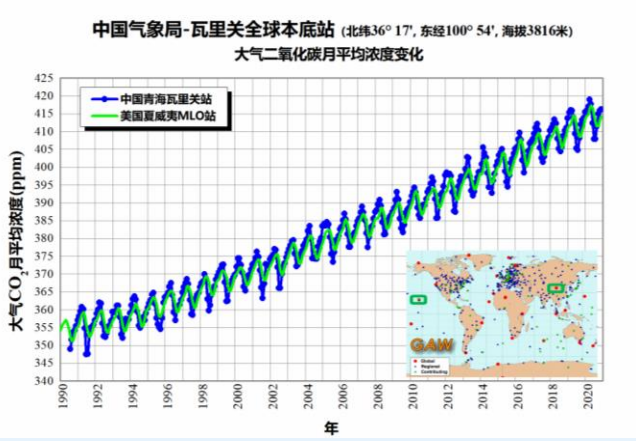 中国气象局-瓦里关全球本底站 (北纬36° 17', 东经100° 54', 海拔3816米)
大气二氧化碳月平均浓度变化
大气CO2月平均浓度(ppm)
425
420
415
410
405
400
395
390
385
380
375
370
365
360
355
350
345
340
中国青海瓦里关站
美国夏威夷MLO站
GAW
Global
Regional
Contributing
1990 1992 1994 1996 1998 2000 2002 2004 2006 2008 2010 2012 2014 2016 2018 2020
年